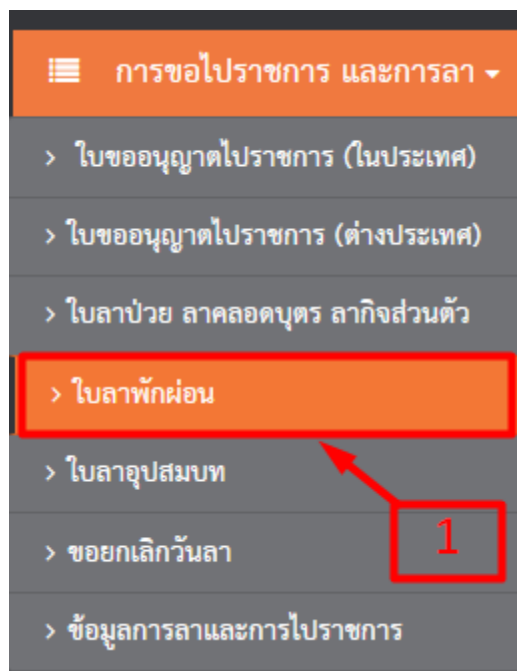 การขอไปราชการ และการลา
> ใบขออนุญาตไปราชการ (ในประเทศ)
> ใบขออนุญาตไปราชการ (ต่างประเทศ)
> ใบลาป่วย ลาคลอดบุตร ลากิจส่วนตัว
> ใบลาพักผ่อน
> ใบลาอุปสมบท
1
> ขอยกเลิกวันลา
> ข้อมูลการลาและการไปราชการ